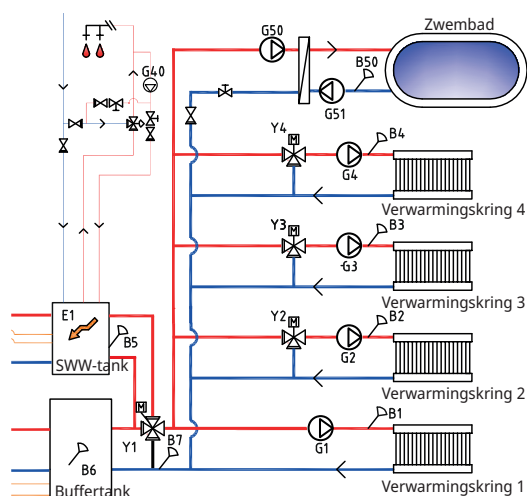 Zwembad
G50
B50
G40
G51
Y4
M
B4
G4
Verwarmingskring 4
Y3
M
B3
G3
Verwarmingskring 3
E1
B5
SWW-tank
Y2
M
B2
G2
Verwarmingskring 2
M
Y1
B7
G1
B1
B6
Buffertank
Verwarmingskring 1